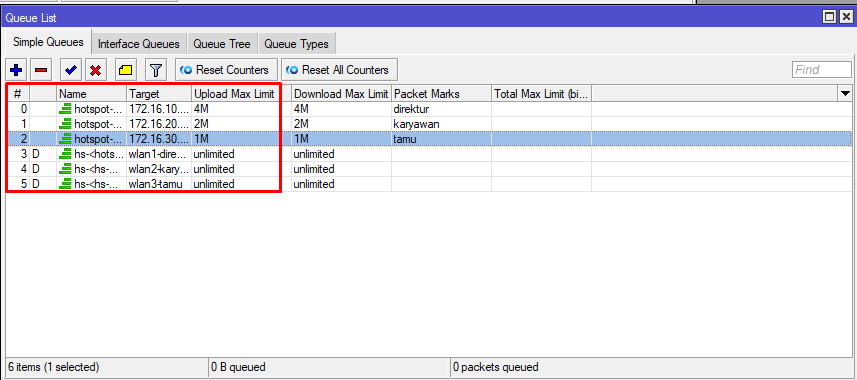 Queue List
Simple Queues Interface Queues Queue Tree Queue Types
Reset Counters Reset All Counters Find
# Name Target Upload Max Limit Download Max Limit Packet Marks Total Max Limit (bi...
0 hotspot-... 172.16.10.... 4M 4M direktur
1 hotspot-... 172.16.20.... 2M 2M karyawan
2 hotspot-... 172.16.30.... 1M 1M tamu
3 D hs-<hots... wlan1-dire... unlimited unlimited
4 D hs-<hs-... wlan2-kary... unlimited unlimited
5 D hs-<hs-... wlan3-tamu unlimited unlimited
6 items (1 selected) 0 B queued 0 packets queued